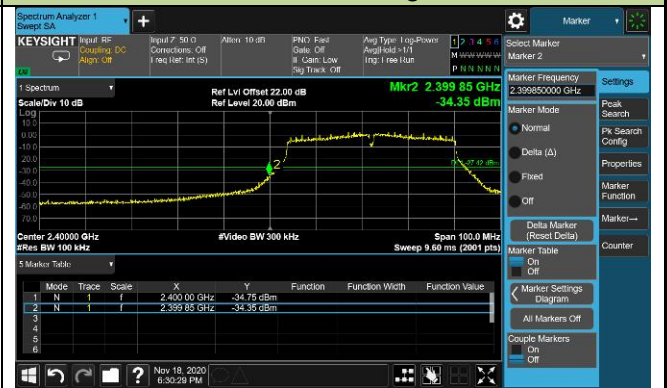 Spectrum Analyzer 1
Swept SA
Marker
KEYSIGHT
Input: RF
Coupling: DC
Align: Off
Input Z: 50 Ω
Corrections: Off
Freq Ref: Int (S)
Atten: 10 dB
PNO: Fast
Gate: Off
IF Gain: Low
Sig Track: Off
Avg Type: Log-Power
Avg|Hold:>1/1
Trig: Free Run
1 2 3 4 5 6
M W W W W W
P N N N N N
Select Marker
Marker 2
1 Spectrum
Scale/Div 10 dB
Ref Lvl Offset 22.00 dB
Ref Level 20.00 dBm
Mkr2 2.399 85 GHz
-34.35 dBm
Marker Frequency
2.399850000 GHz
Settings
Peak
Search
Pk Search
Config
Properties
Marker
Function
Marker→
Counter
Marker Mode
Normal
Delta (Δ)
Fixed
Off
Delta Marker
(Reset Delta)
Marker Table
On
Off
Marker Settings
Diagram
All Markers Off
Couple Markers
On
Off
Log
10.0
0.00
-10.0
-20.0
-30.0
-40.0
-50.0
-60.0
-70.0
2
-27.42 dBm
Center 2.40000 GHz
#Res BW 100 kHz
#Video BW 300 kHz
Span 100.0 MHz
Sweep 9.60 ms (2001 pts)
5 Marker Table
Mode Trace Scale X Y Function Function Width Function Value
1 N 1 f 2.400 00 GHz -34.75 dBm
2 N 1 f 2.399 85 GHz -34.35 dBm
3
4
5
6
?
Nov 18, 2020
6:30:29 PM